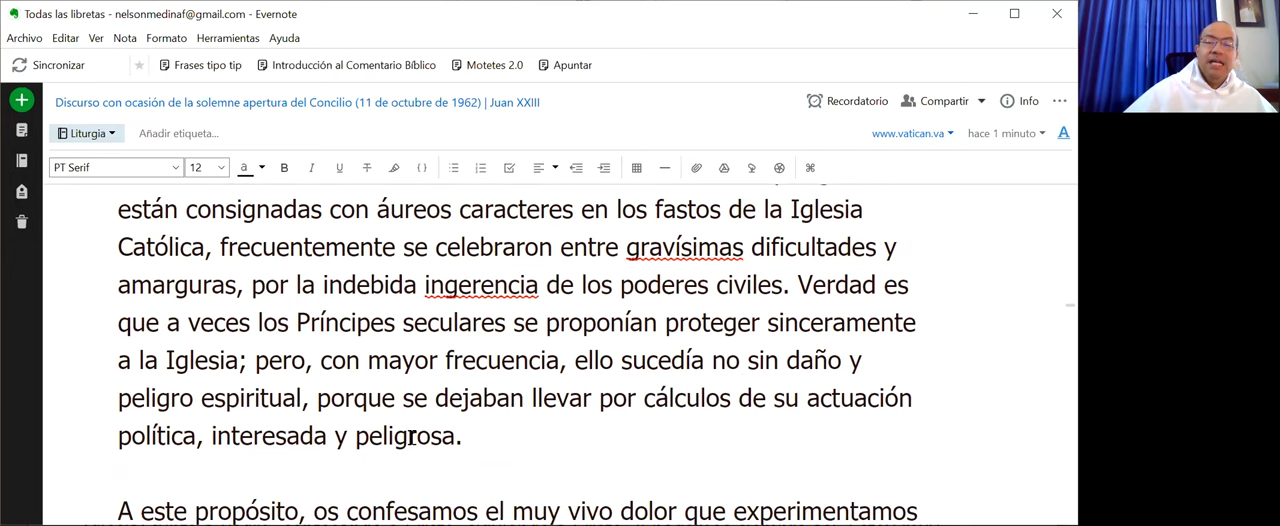 Todas las libretas - nelsonmedinaf@gmail.com - Evernote
Archivo Editar Ver Nota Formato Herramientas Ayuda
Sincronizar Frases tipo tip Introducción al Comentario Bíblico Motetes 2.0 Apuntar
Discurso con ocasión de la solemne apertura del Concilio (11 de octubre de 1962) | Juan XXIII Recordatorio Compartir Info
Liturgia Añadir etiqueta... www.vatican.va hace 1 minuto A
PT Serif 12 a B I U T
están consignadas con áureos caracteres en los fastos de la Iglesia
Católica, frecuentemente se celebraron entre gravísimas dificultades y
amarguras, por la indebida ingerencia de los poderes civiles. Verdad es
que a veces los Príncipes seculares se proponían proteger sinceramente
a la Iglesia; pero, con mayor frecuencia, ello sucedía no sin daño y
peligro espiritual, porque se dejaban llevar por cálculos de su actuación
política, interesada y peligrosa.
A este propósito, os confesamos el muy vivo dolor que experimentamos